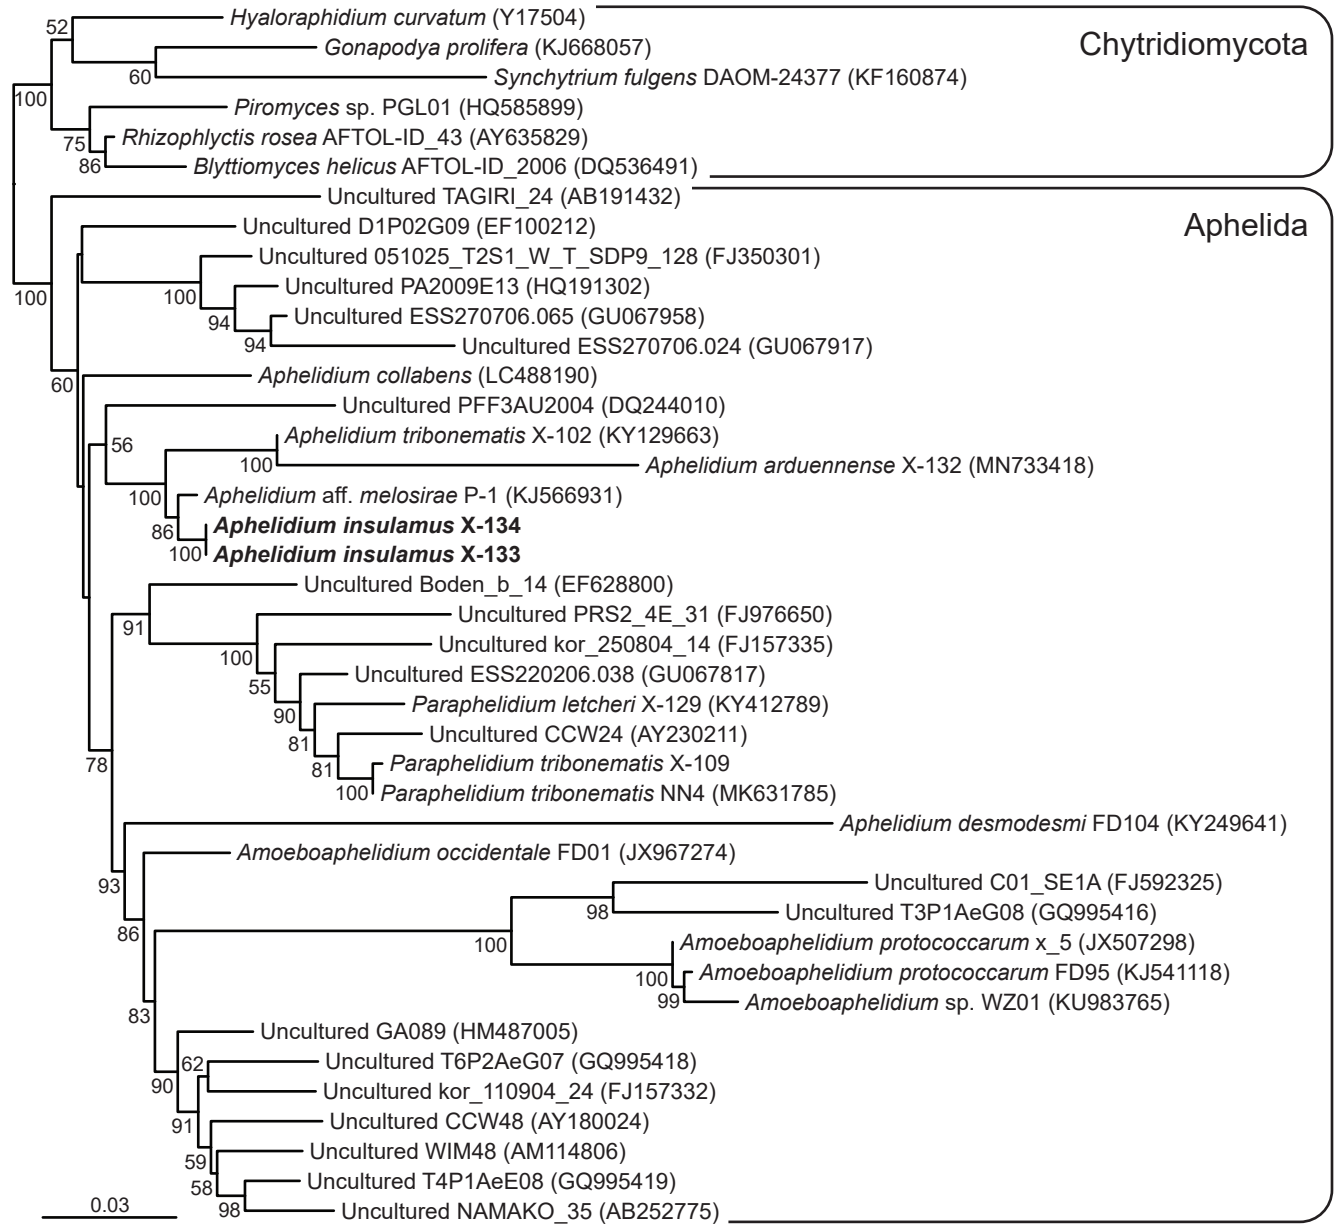 Hyaloraphidium curvatum (Y17504)
52
Gonapodya prolifera (KJ668057)
Chytridiomycota
60
Synchytrium fulgens DAOM-24377 (KF160874)
100
Piromyces sp. PGL01 (HQ585899)
75
Rhizophlyctis rosea AFTOL-ID_43 (AY635829)
86
Blyttiomyces helicus AFTOL-ID_2006 (DQ536491)
Uncultured TAGIRI_24 (AB191432)
Aphelida
Uncultured D1P02G09 (EF100212)
Uncultured 051025_T2S1_W_T_SDP9_128 (FJ350301)
100
100
Uncultured PA2009E13 (HQ191302)
94
Uncultured ESS270706.065 (GU067958)
94
Uncultured ESS270706.024 (GU067917)
60
Aphelidium collabens (LC488190)
Uncultured PFF3AU2004 (DQ244010)
56
Aphelidium tribonematis X-102 (KY129663)
100
Aphelidium arduennense X-132 (MN733418)
100
Aphelidium aff. melosirae P-1 (KJ566931)
86
Aphelidium insulamus X-134
100
Aphelidium insulamus X-133
Uncultured Boden_b_14 (EF628800)
91
Uncultured PRS2_4E_31 (FJ976650)
100
Uncultured kor_250804_14 (FJ157335)
55
Uncultured ESS220206.038 (GU067817)
90
Paraphelidium letcheri X-129 (KY412789)
81
Uncultured CCW24 (AY230211)
78
81
Paraphelidium tribonematis X-109
100
Paraphelidium tribonematis NN4 (MK631785)
Aphelidium desmodesmi FD104 (KY249641)
Amoeboaphelidium occidentale FD01 (JX967274)
93
Uncultured C01_SE1A (FJ592325)
98
Uncultured T3P1AeG08 (GQ995416)
86
100
Amoeboaphelidium protococcarum x_5 (JX507298)
100
Amoeboaphelidium protococcarum FD95 (KJ541118)
99
Amoeboaphelidium sp. WZ01 (KU983765)
83
Uncultured GA089 (HM487005)
62
Uncultured T6P2AeG07 (GQ995418)
90
Uncultured kor_110904_24 (FJ157332)
91
Uncultured CCW48 (AY180024)
59
Uncultured WIM48 (AM114806)
58
Uncultured T4P1AeE08 (GQ995419)
98
Uncultured NAMAKO_35 (AB252775)
0.03